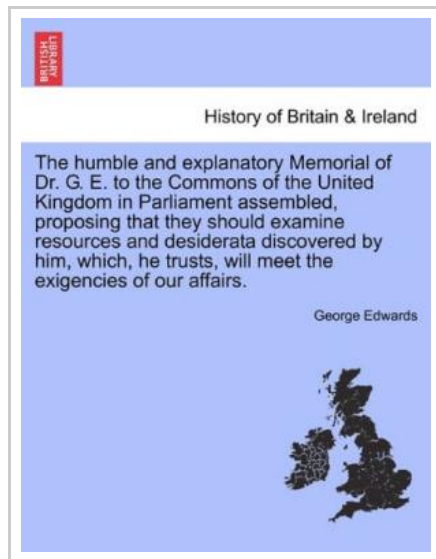 BRITISH
LIBRARY
History of Britain & Ireland
The humble and explanatory Memorial of
Dr. G. E. to the Commons of the United
Kingdom in Parliament assembled,
proposing that they should examine
resources and desiderata discovered by
him, which, he trusts, will meet the
exigencies of our affairs.
George Edwards